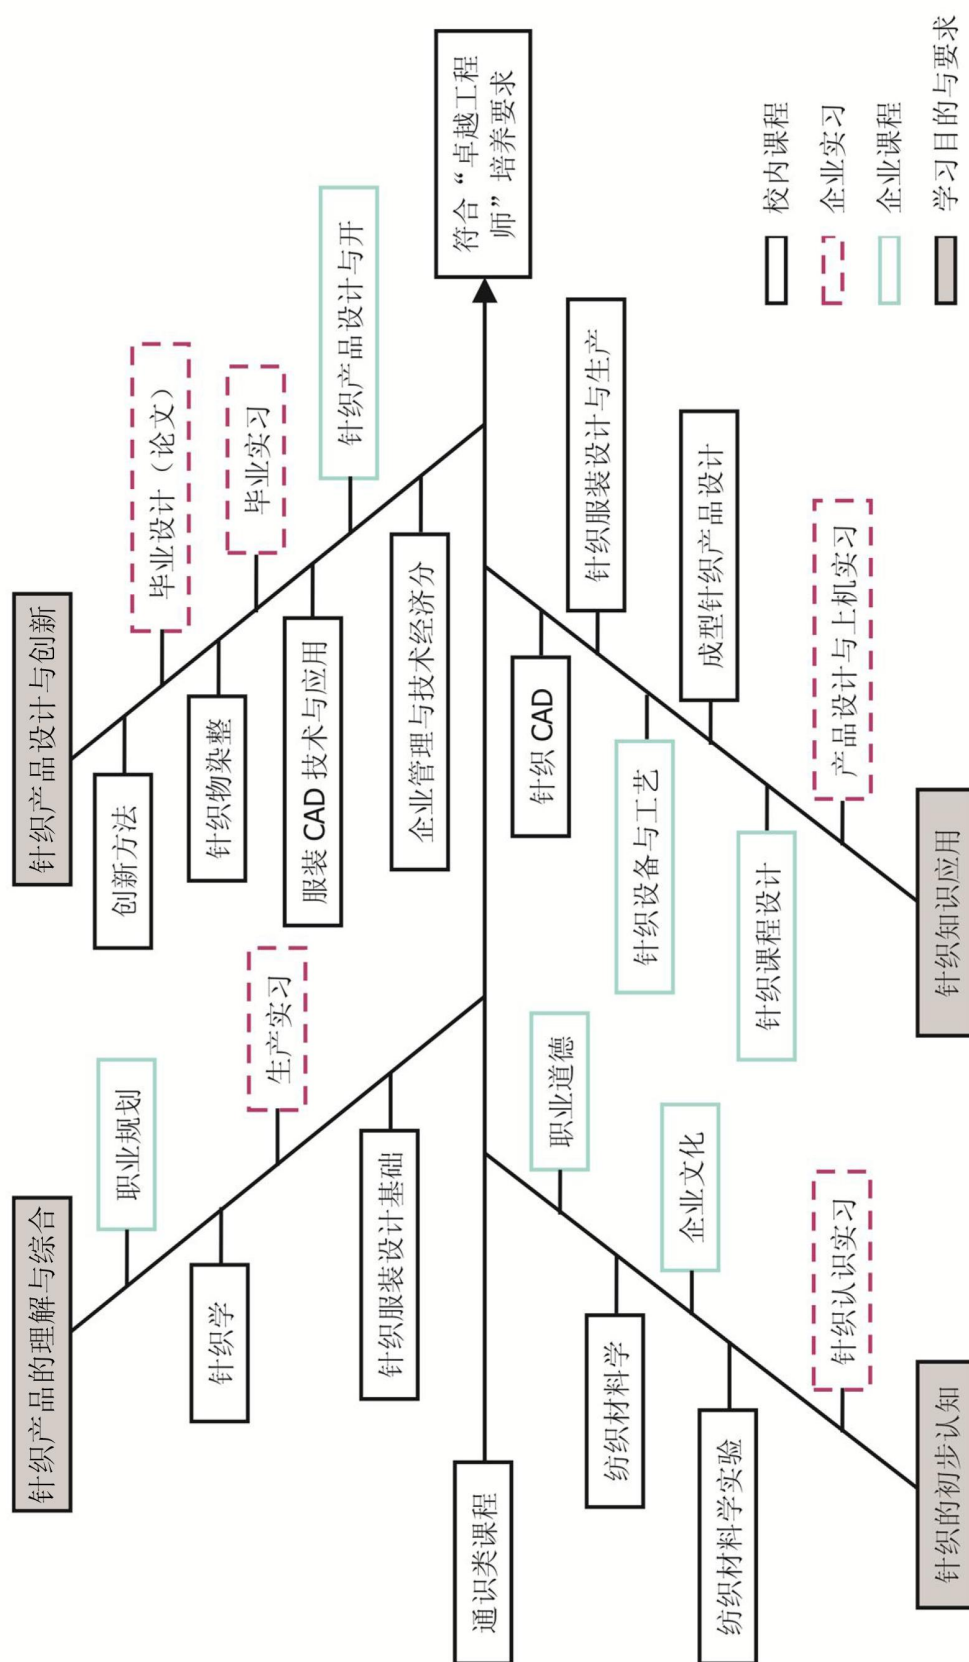 针织产品的理解与综合
针织产品设计与创新
职业规划
创新方法
毕业设计（论文）
针织学
针织物染整
生产实习
毕业实习
服装 CAD 技术与应用
针织产品设计与开
针织服装设计基础
企业管理与技术经济分
通识类课程
符合“卓越工程
师”培养要求
职业道德
针织 CAD
纺织材料学
针织服装设计与生产
针织设备与工艺
企业文化
成型针织产品设计
纺织材料学实验
针织课程设计
针织认识实习
产品设计与上机实习
针织的初步认知
针织知识应用
校内课程
企业实习
企业课程
学习目的与要求